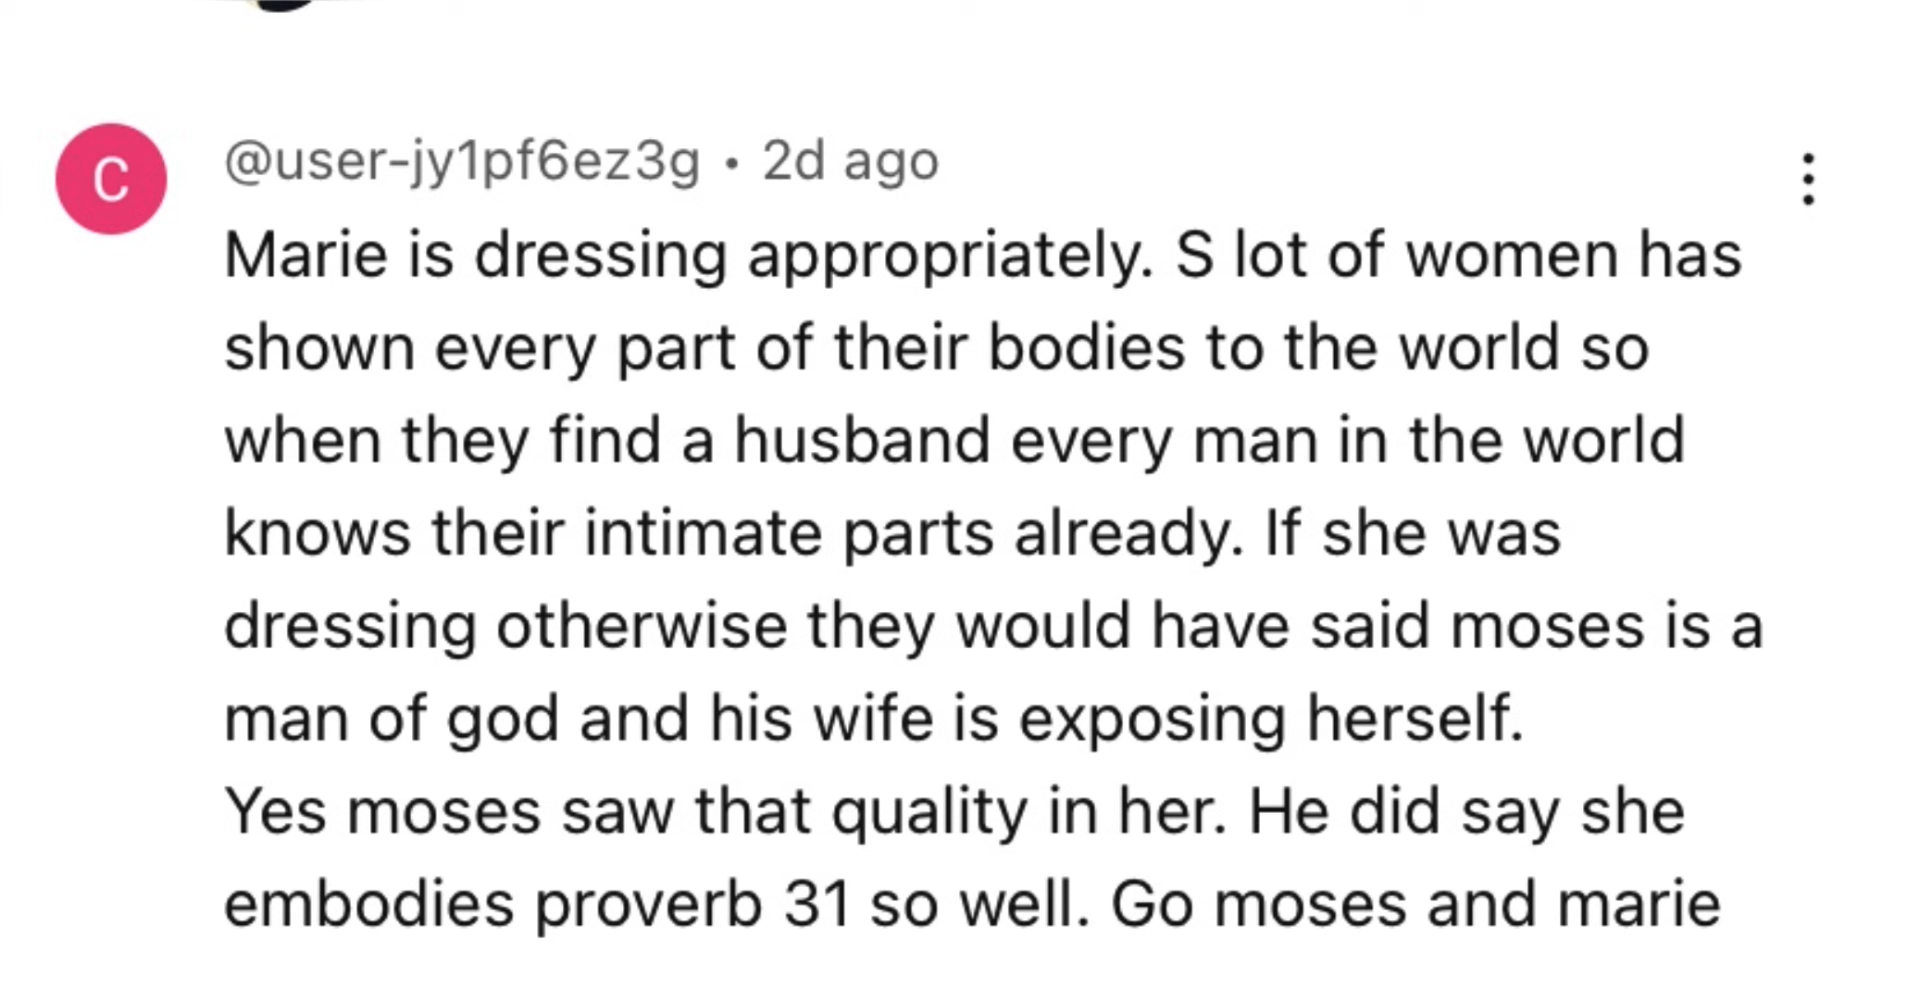 C
@user-jy1pf6ez3g • 2d ago
Marie is dressing appropriately. S lot of women has
shown every part of their bodies to the world so
when they find a husband every man in the world
knows their intimate parts already. If she was
dressing otherwise they would have said moses is a
man of god and his wife is exposing herself.
Yes moses saw that quality in her. He did say she
embodies proverb 31 so well. Go moses and marie